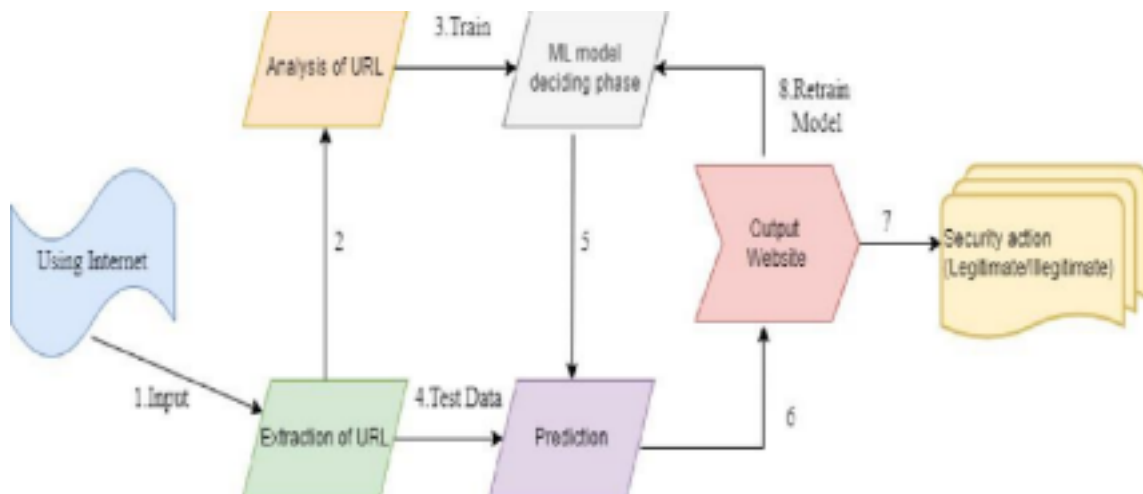 3.Train
Analysis of URL
ML model
deciding phase
8.Retrain
Model
Using Internet
2
5
Output
Website
7
Security action
(Legitimate/Illegitimate)
1.Input
4.Test Data
Extraction of URL
Prediction
6